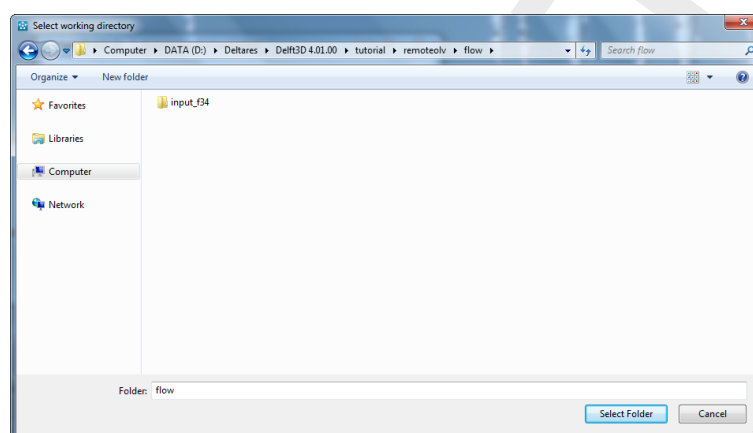 Select working directory
Computer DATA (D:) Deltares Delft3D 4.01.00 tutorial remoteolv flow Search flow
Organize New folder
Favorites input_f34
Libraries
Computer
Network
Folder: flow
Select Folder Cancel